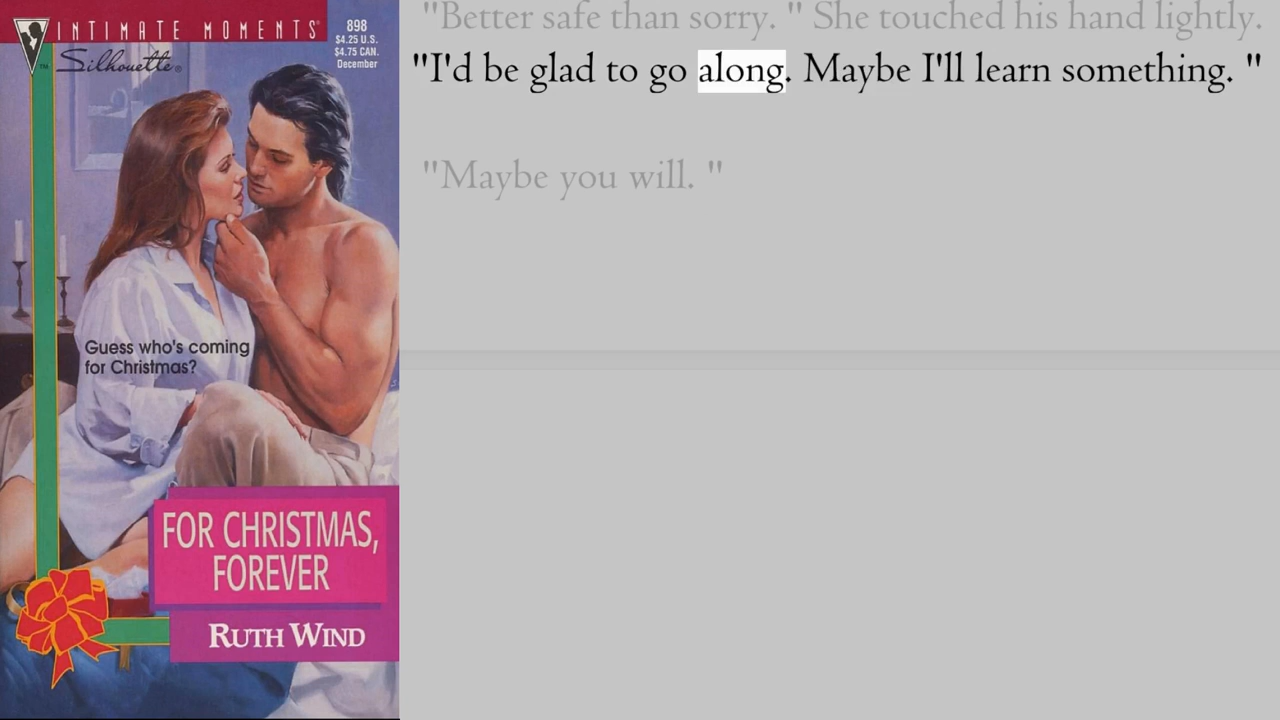 INTIMATE MOMENTS®
™ Silhouette®
898
$4.25 U.S.
$4.75 CAN.
December
Guess who's coming
for Christmas?
FOR CHRISTMAS,
FOREVER
RUTH WIND
"Better safe than sorry. " She touched his hand lightly.
"I'd be glad to go along. Maybe I'll learn something. "
"Maybe you will. "